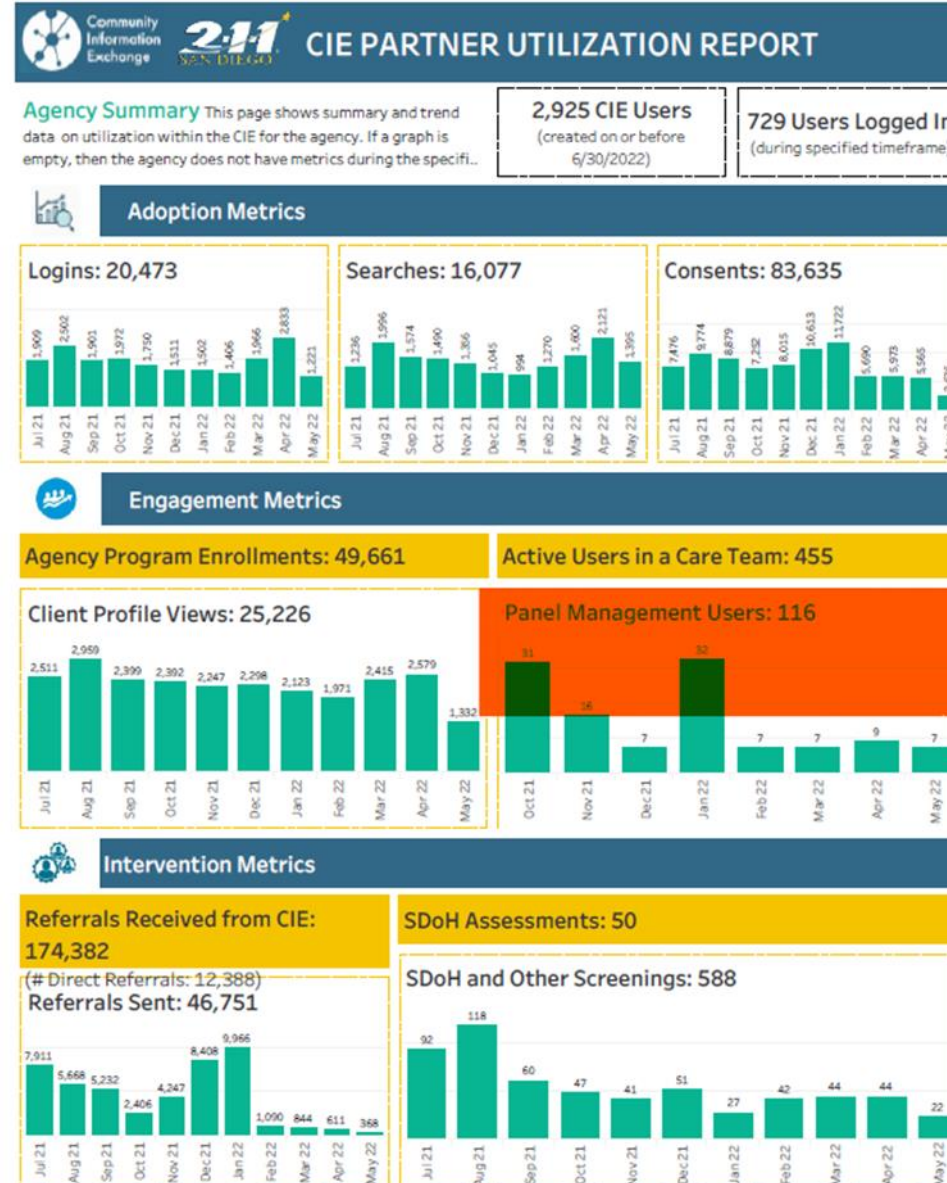 Community
Information
Exchange
2-1-1
SAN DIEGO
CIE PARTNER UTILIZATION REPORT
Agency Summary This page shows summary and trend
data on utilization within the CIE for the agency. If a graph is
empty, then the agency does not have metrics during the specifi..
2,925 CIE Users
(created on or before
6/30/2022)
729 Users Logged In
(during specified timeframe)
Adoption Metrics
Logins: 20,473
1,909 2,502 1,901 1,972 1,750 1,511 1,502 1,406 1,966 2,833 1,221
Jul 21 Aug 21 Sep 21 Oct 21 Nov 21 Dec 21 Jan 22 Feb 22 Mar 22 Apr 22 May 22
Searches: 16,077
1,236 1,996 1,574 1,490 1,366 1,045 994 1,270 1,600 2,121 1,395
Jul 21 Aug 21 Sep 21 Oct 21 Nov 21 Dec 21 Jan 22 Feb 22 Mar 22 Apr 22 May 22
Consents: 83,635
7,476 9,774 8,879 7,252 8,015 10,613 11,722 5,690 5,973 5,565
Jul 21 Aug 21 Sep 21 Oct 21 Nov 21 Dec 21 Jan 22 Feb 22 Mar 22 Apr 22
Engagement Metrics
Agency Program Enrollments: 49,661
Active Users in a Care Team: 455
Client Profile Views: 25,226
2,511 2,959 2,399 2,392 2,247 2,298 2,123 1,971 2,415 2,579 1,332
Jul 21 Aug 21 Sep 21 Oct 21 Nov 21 Dec 21 Jan 22 Feb 22 Mar 22 Apr 22 May 22
Panel Management Users: 116
31 16 7 32 7 7 9 7
Oct 21 Nov 21 Dec 21 Jan 22 Feb 22 Mar 22 Apr 22 May 22
Intervention Metrics
Referrals Received from CIE:
174,382
(# Direct Referrals: 12,388)
SDoH Assessments: 50
Referrals Sent: 46,751
7,911 5,668 5,232 2,406 4,247 8,408 9,966 1,090 844 611 368
Jul 21 Aug 21 Sep 21 Oct 21 Nov 21 Dec 21 Jan 22 Feb 22 Mar 22 Apr 22 May 22
SDoH and Other Screenings: 588
92 118 60 47 41 51 27 42 44 44 22
Jul 21 Aug 21 Sep 21 Oct 21 Nov 21 Dec 21 Jan 22 Feb 22 Mar 22 Apr 22 May 22